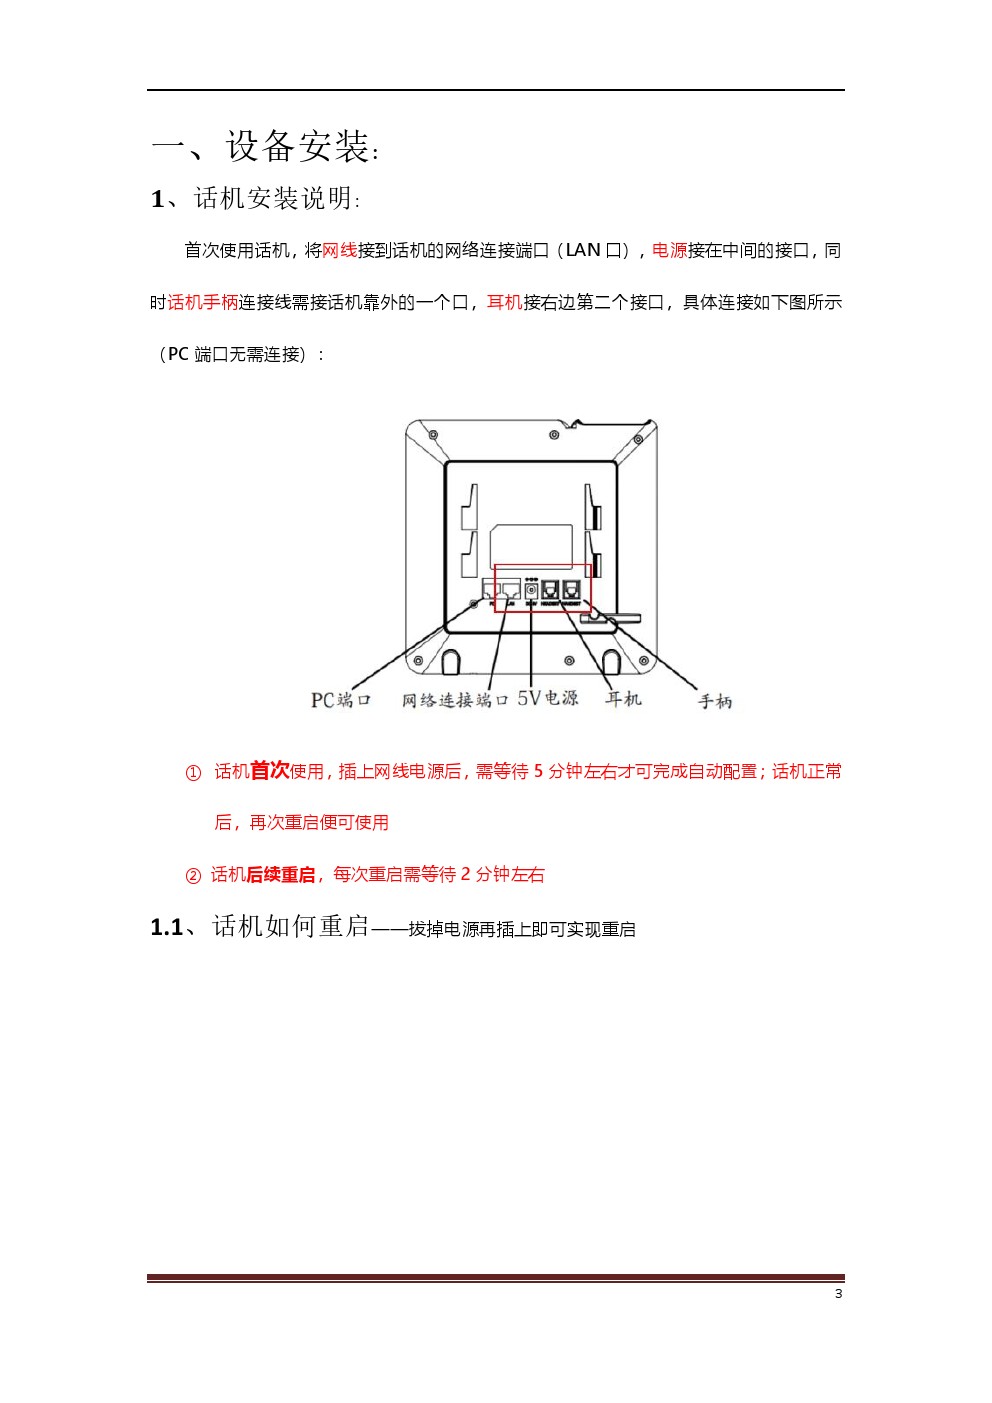 一、设备安装：
1、话机安装说明：
首次使用话机，将网线接到话机的网络连接端口（LAN 口），电源接在中间的接口，同
时话机手柄连接线需接话机靠外的一个口，耳机接右边第二个接口，具体连接如下图所示
（PC 端口无需连接）：
PC端口 网络连接端口 5V电源 耳机 手柄
① 话机首次使用，插上网线电源后，需等待 5 分钟左右才可完成自动配置；话机正常
后，再次重启便可使用
② 话机后续重启，每次重启需等待 2 分钟左右
1.1、话机如何重启——拔掉电源再插上即可实现重启
3